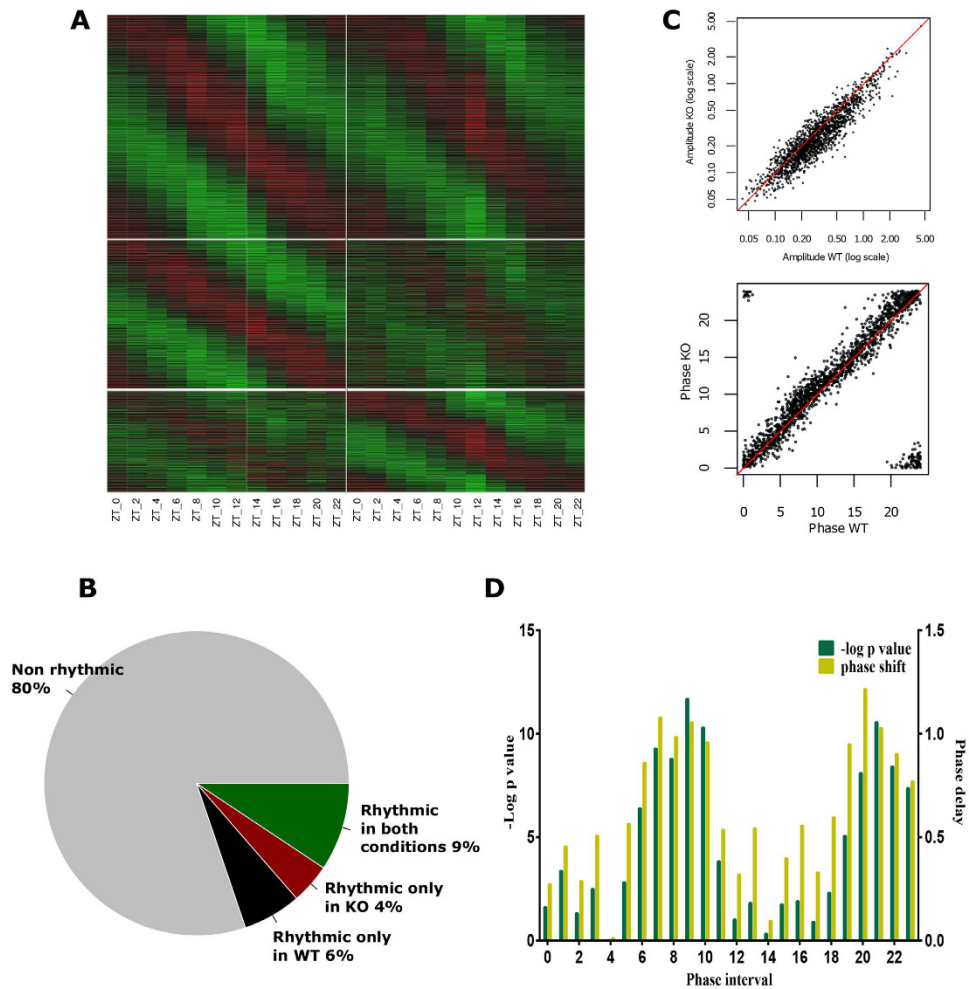 A
ZT_0
ZT_2
ZT_4
ZT_6
ZT_8
ZT_10
ZT_12
ZT_14
ZT_16
ZT_18
ZT_20
ZT_22
ZT_0
ZT_2
ZT_4
ZT_6
ZT_8
ZT_10
ZT_12
ZT_14
ZT_16
ZT_18
ZT_20
ZT_22
C
Amplitude KO (log scale)
5.00
2.00
1.00
0.50
0.20
0.10
0.05
0.05 0.10 0.20 0.50 1.00 2.00 5.00
Amplitude WT (log scale)
Phase KO
20
15
10
5
0
0 5 10 15 20
Phase WT
B
Non rhythmic
80%
Rhythmic
in both
conditions 9%
Rhythmic only
in KO 4%
Rhythmic only
in WT 6%
D
-Log p value
15
10
5
0
-log p value
phase shift
1.5
1.0
0.5
0.0
Phase delay
0 2 4 6 8 10 12 14 16 18 20 22
Phase interval